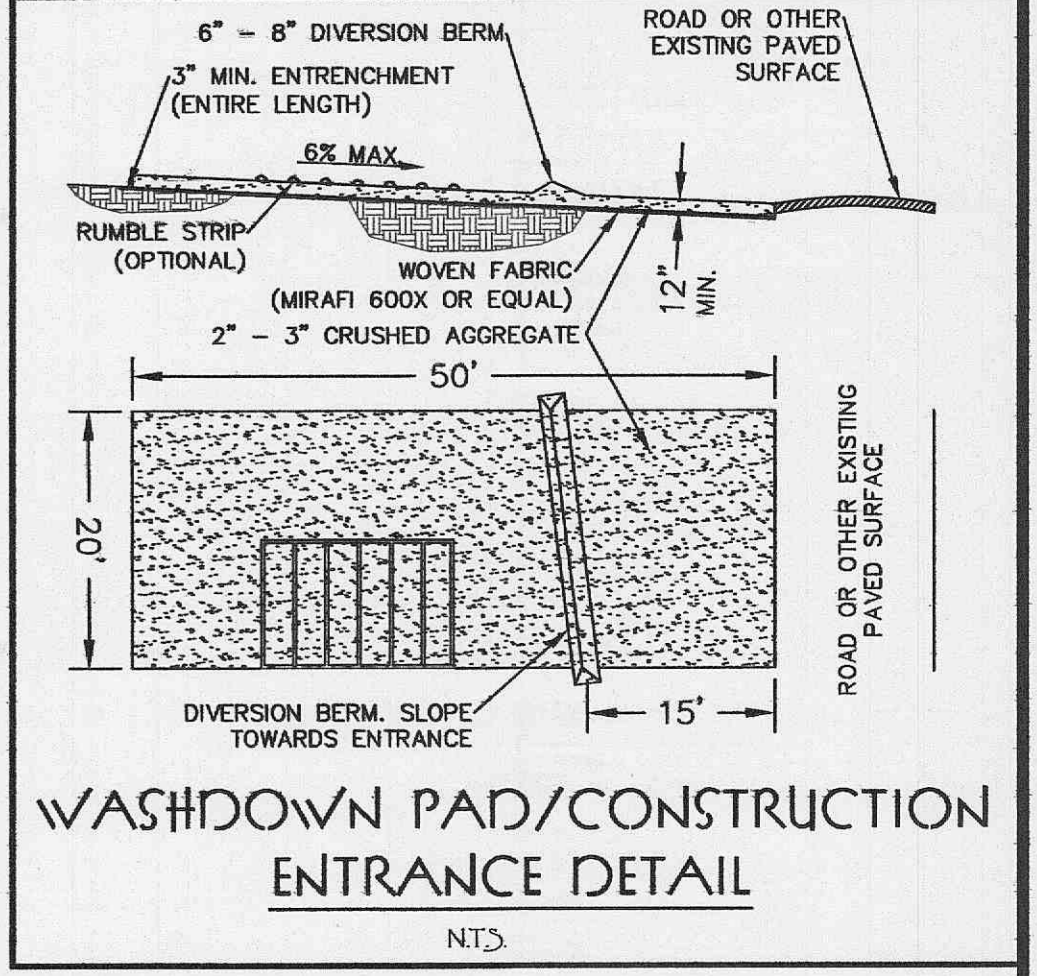 6" - 8" DIVERSION BERM
ROAD OR OTHER
EXISTING PAVED
SURFACE
3" MIN. ENTRENCHMENT
(ENTIRE LENGTH)
6% MAX
RUMBLE STRIP
(OPTIONAL)
WOVEN FABRIC
(MIRAFI 600X OR EQUAL)
12"
MIN.
2" - 3" CRUSHED AGGREGATE
50'
20'
ROAD OR OTHER EXISTING
PAVED SURFACE
DIVERSION BERM. SLOPE
TOWARDS ENTRANCE
15'
WASHDOWN PAD/CONSTRUCTION
ENTRANCE DETAIL
N.T.S.